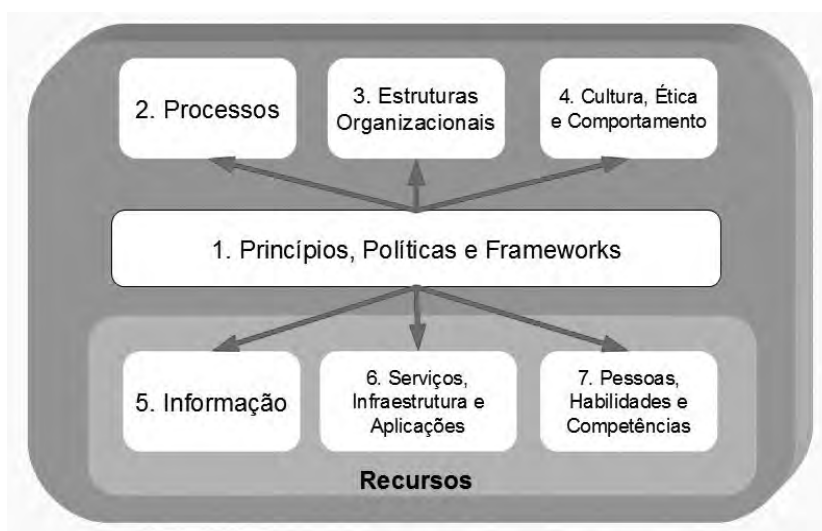 2. Processos
3. Estruturas
Organizacionais
4. Cultura, Ética
e Comportamento
1. Princípios, Políticas e Frameworks
5. Informação
6. Serviços,
Infraestrutura e
Aplicações
7. Pessoas,
Habilidades e
Competências
Recursos